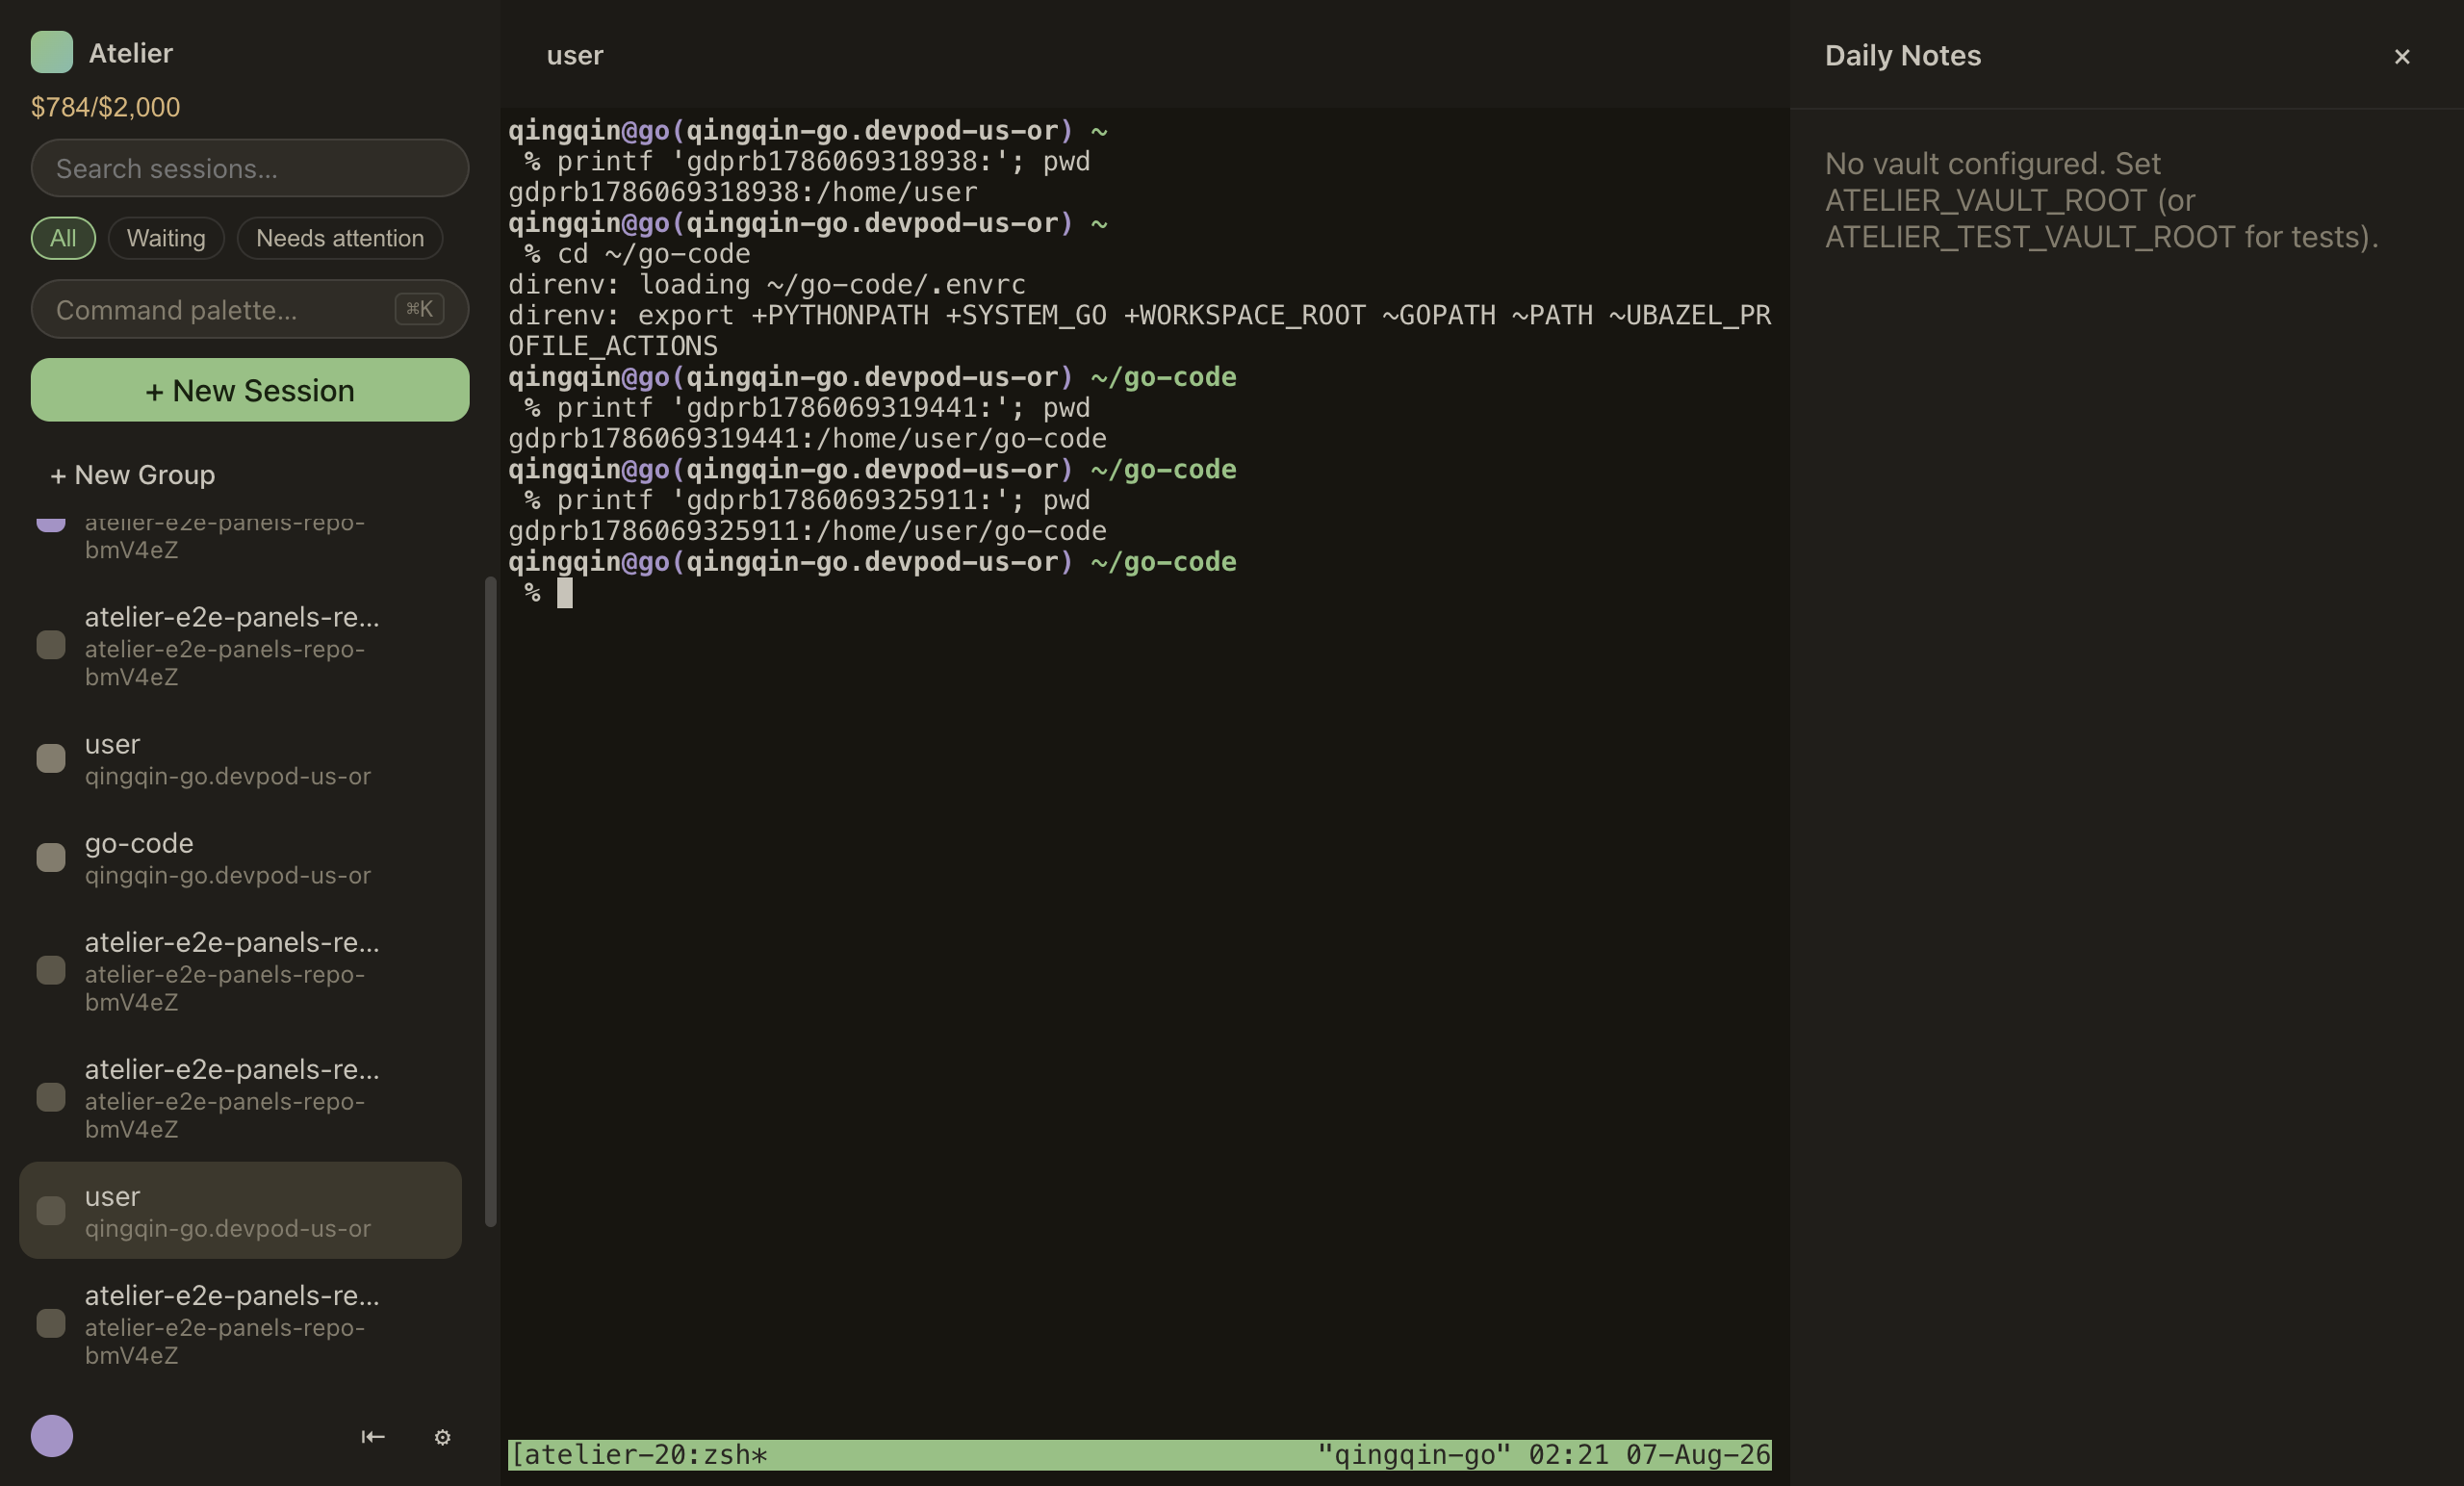 Atelier
$784/$2,000
Search sessions...
All
Waiting
Needs attention
Command palette...
⌘K
+ New Session
+ New Group
atelier-e2e-panels-repo-
bmV4eZ
atelier-e2e-panels-re...
atelier-e2e-panels-repo-
bmV4eZ
user
qingqin-go.devpod-us-or
go-code
qingqin-go.devpod-us-or
atelier-e2e-panels-re...
atelier-e2e-panels-repo-
bmV4eZ
atelier-e2e-panels-re...
atelier-e2e-panels-repo-
bmV4eZ
user
qingqin-go.devpod-us-or
atelier-e2e-panels-re...
atelier-e2e-panels-repo-
bmV4eZ
user
qingqin@go(qingqin-go.devpod-us-or) ~
% printf 'gdprb1786069318938:'; pwd
gdprb1786069318938:/home/user
qingqin@go(qingqin-go.devpod-us-or) ~
% cd ~/go-code
direnv: loading ~/go-code/.envrc
direnv: export +PYTHONPATH +SYSTEM_GO +WORKSPACE_ROOT ~GOPATH ~PATH ~UBAZEL_PR
OFILE_ACTIONS
qingqin@go(qingqin-go.devpod-us-or) ~/go-code
% printf 'gdprb1786069319441:'; pwd
gdprb1786069319441:/home/user/go-code
qingqin@go(qingqin-go.devpod-us-or) ~/go-code
% printf 'gdprb1786069325911:'; pwd
gdprb1786069325911:/home/user/go-code
qingqin@go(qingqin-go.devpod-us-or) ~/go-code
%
[atelier-20:zsh* "qingqin-go" 02:21 07-Aug-26
Daily Notes
×
No vault configured. Set
ATELIER_VAULT_ROOT (or
ATELIER_TEST_VAULT_ROOT for tests).